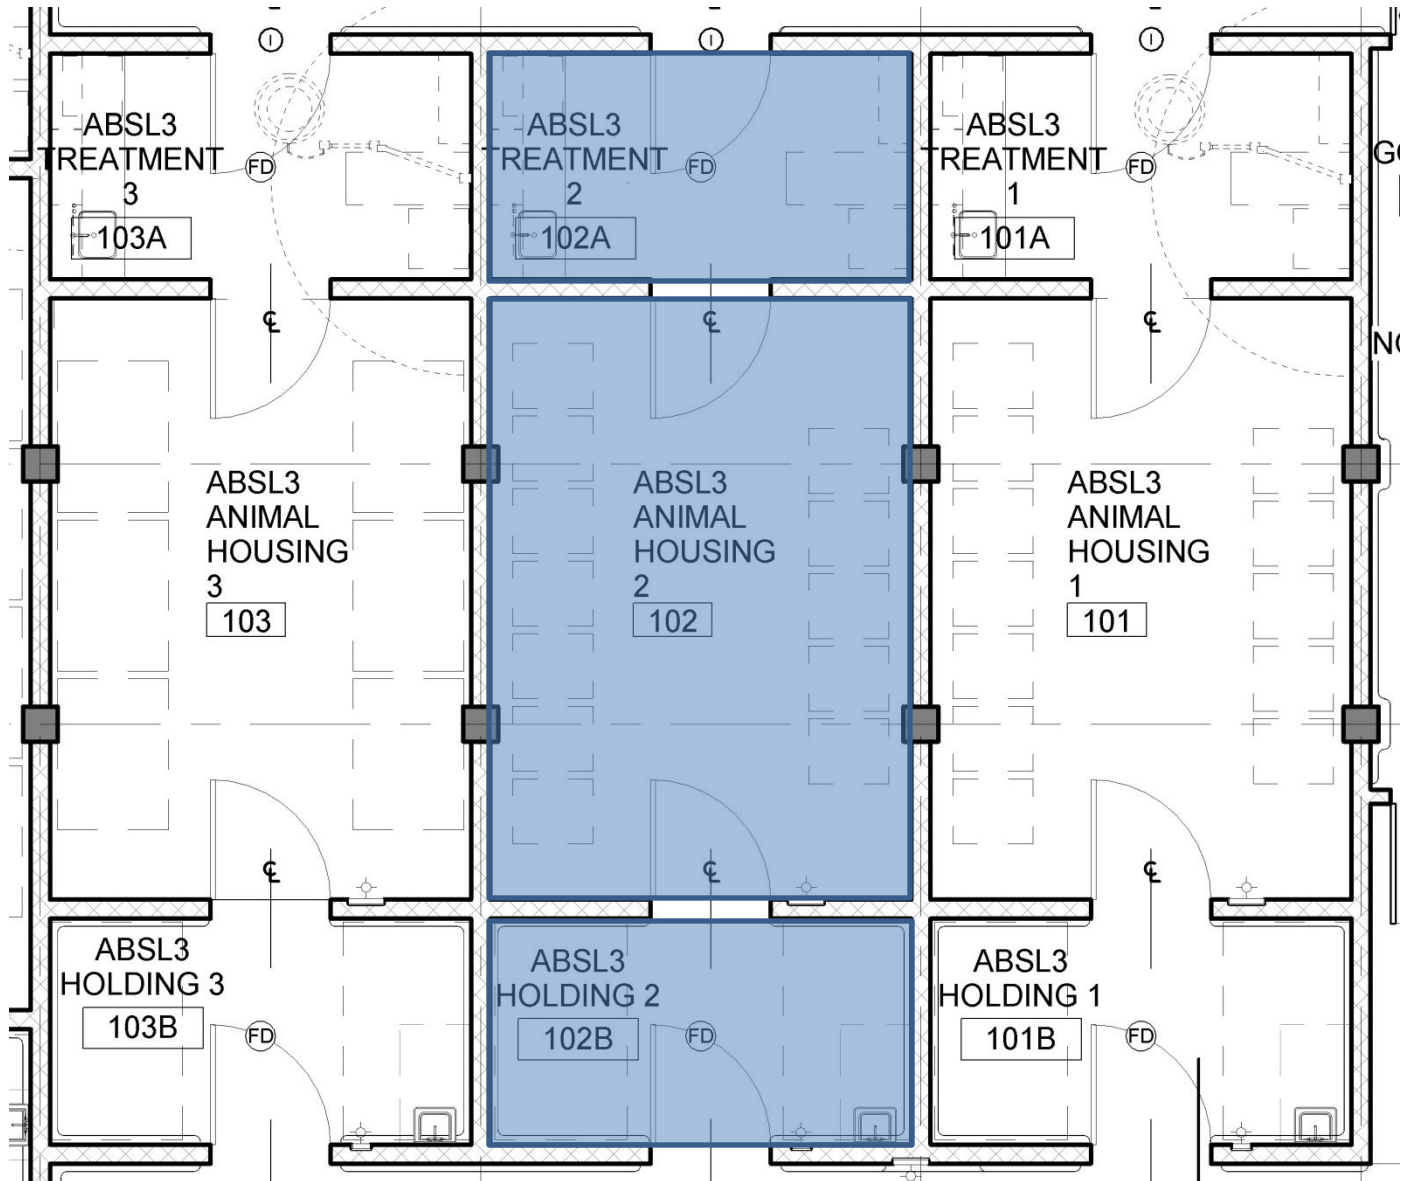 I
I
I
ABSL3
TREATMENT
3
103A
FD
ABSL3
TREATMENT
2
102A
FD
ABSL3
TREATMENT
1
101A
FD
ABSL3
ANIMAL
HOUSING
3
103
ABSL3
ANIMAL
HOUSING
2
102
ABSL3
ANIMAL
HOUSING
1
101
ABSL3
HOLDING 3
103B
FD
ABSL3
HOLDING 2
102B
FD
ABSL3
HOLDING 1
101B
FD